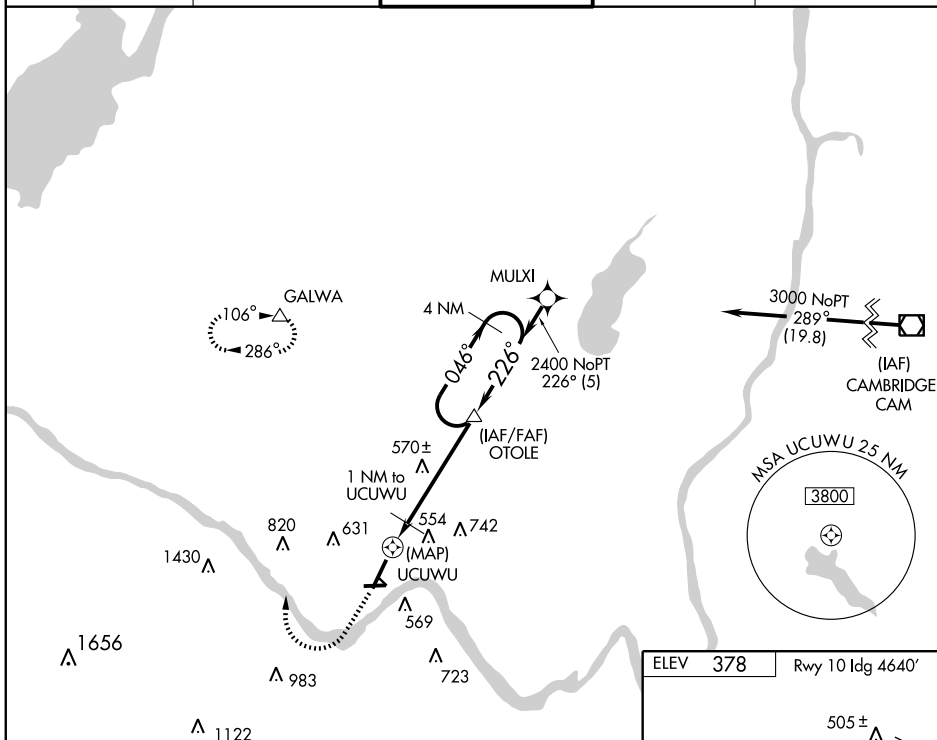 MULXI
4 NM
GALWA
106°
286°
046°
226°
2400 NoPT
226° (5)
3000 NoPT
289°
(19.8)
(IAF)
CAMBRIDGE
CAM
(IAF/FAF)
OTOLE
570±
1 NM to
UCUWU
554
742
820
631
1430
(MAP)
UCUWU
569
1656
983
723
1122
MSA UCUWU 25 NM
3800
ELEV 378
Rwy 10 ldg 4640'
505±